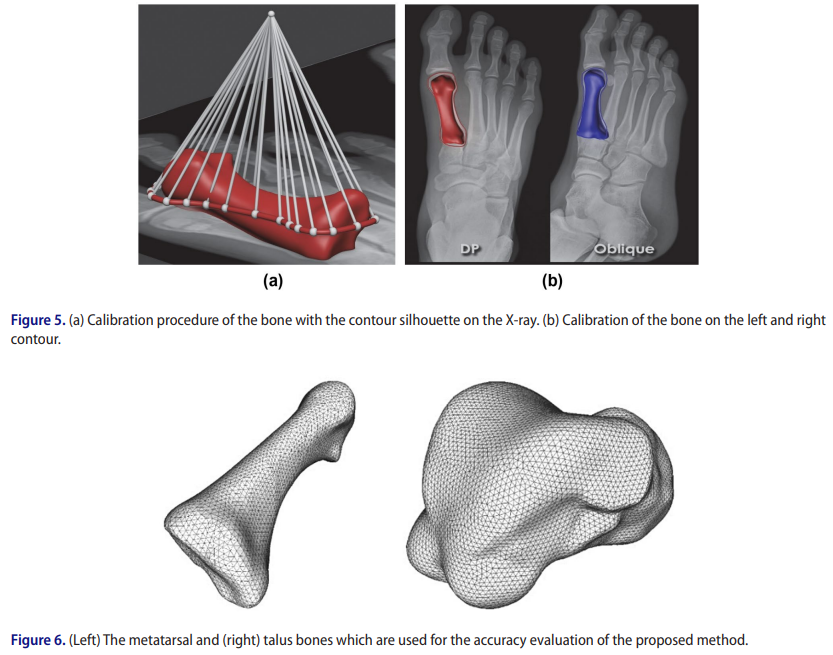 DP
Oblique
(a)
(b)
Figure 5. (a) Calibration procedure of the bone with the contour silhouette on the X-ray. (b) Calibration of the bone on the left and right
contour.
Figure 6. (Left) The metatarsal and (right) talus bones which are used for the accuracy evaluation of the proposed method.